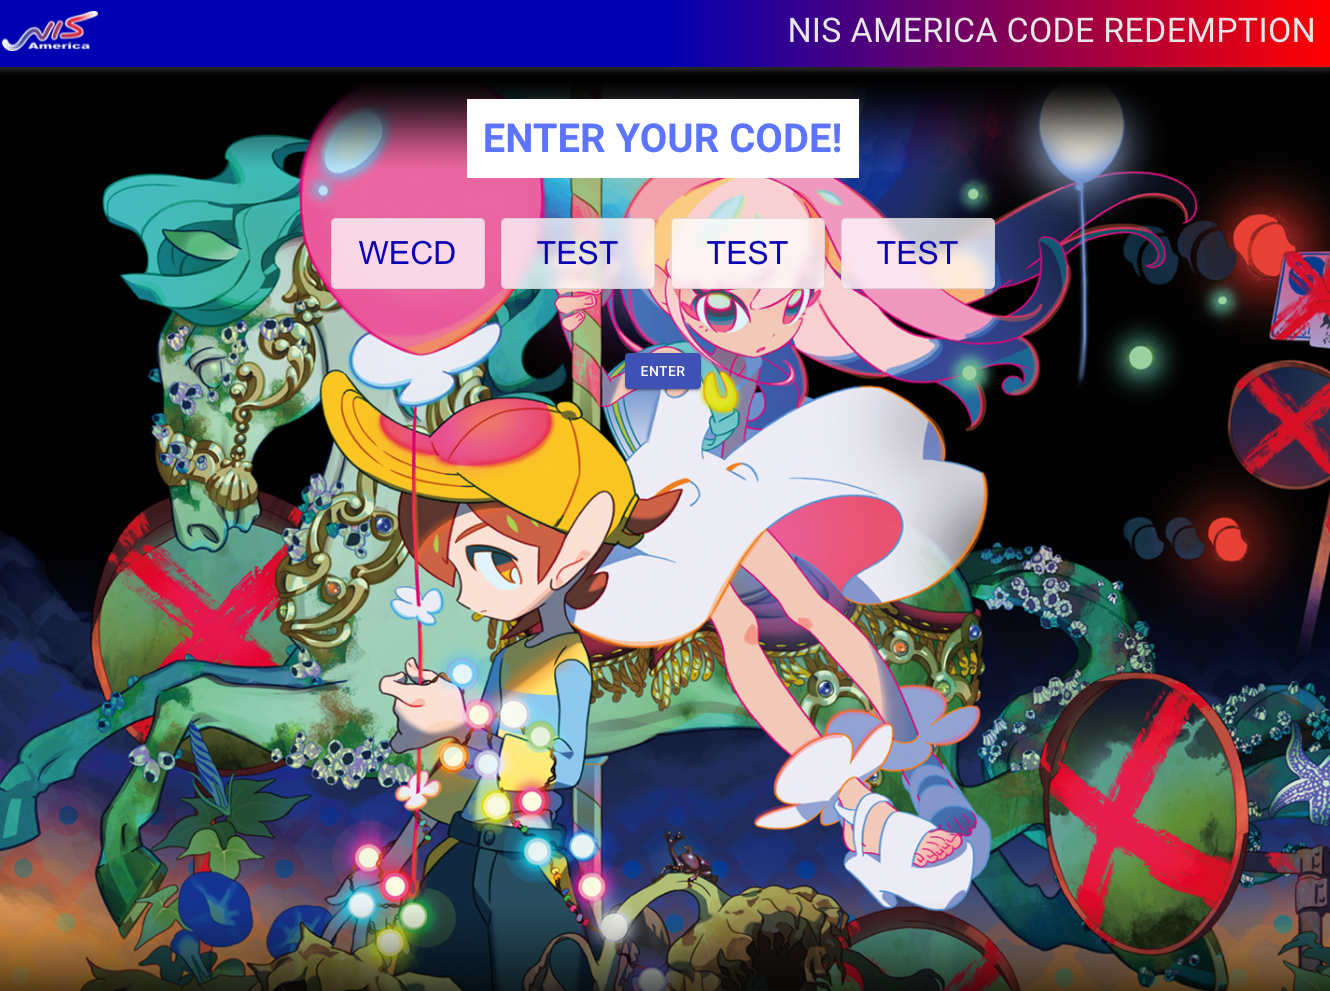 NIS
America
NIS AMERICA CODE REDEMPTION
ENTER YOUR CODE!
WECD TEST TEST TEST
ENTER